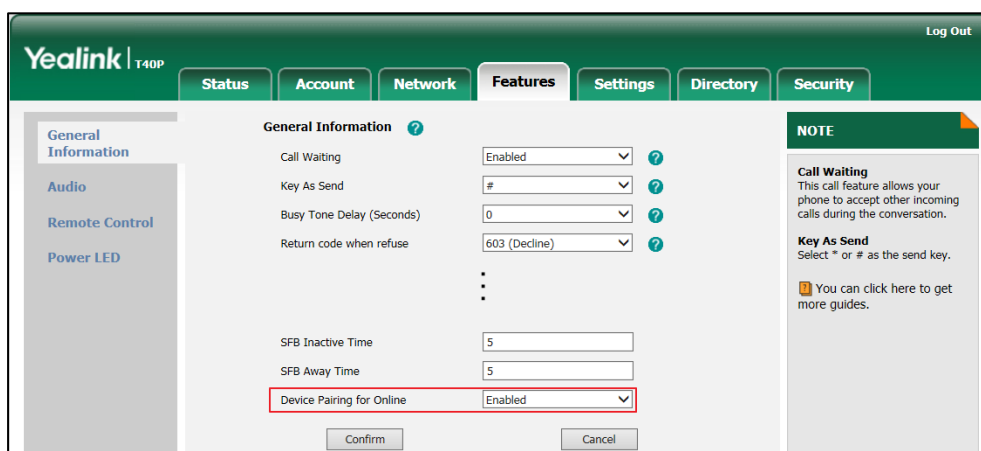 Log Out
Yealink | T40P
Status Account Network Features Settings Directory Security
General
Information
Audio
Remote Control
Power LED
General Information ?
Call Waiting Enabled ?
Key As Send # ?
Busy Tone Delay (Seconds) 0 ?
Return code when refuse 603 (Decline) ?
SFB Inactive Time 5
SFB Away Time 5
Device Pairing for Online Enabled
Confirm Cancel
NOTE
Call Waiting
This call feature allows your
phone to accept other incoming
calls during the conversation.
Key As Send
Select * or # as the send key.
? You can click here to get
more guides.